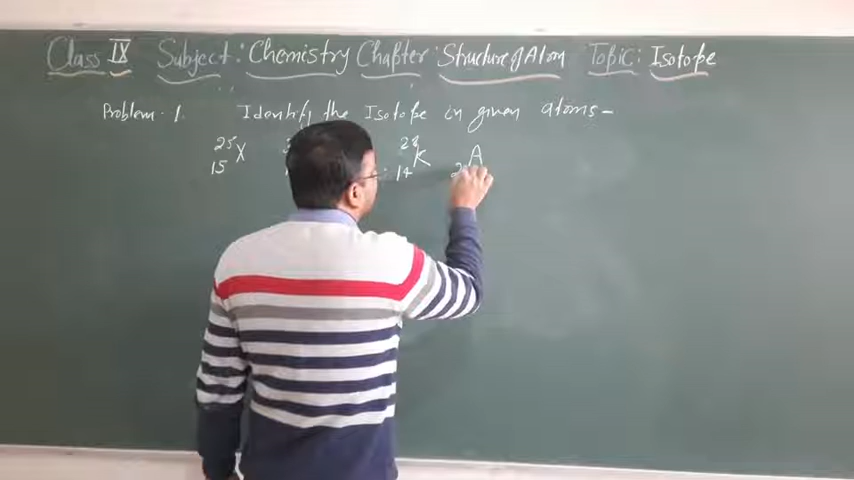 Class IX Subject: Chemistry Chapter: Structure of Atom Topic: Isotope
Problem. 1. Identify the Isotope in given atoms-
25 X 28 K A
15 14